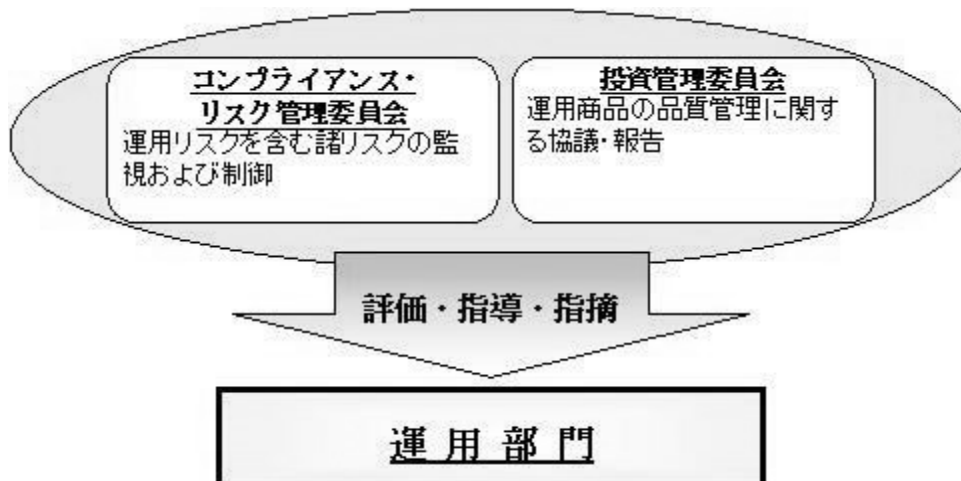 コンプライアンス・
リスク管理委員会
運用リスクを含む諸リスクの監
視および制御
投資管理委員会
運用商品の品質管理に関す
る協議・報告
評価・指導・指摘
運用部門